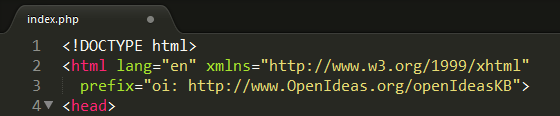 index.php
1 <!DOCTYPE html>
2 <html lang="en" xmlns="http://www.w3.org/1999/xhtml"
3 prefix="oi: http://www.OpenIdeas.org/openIdeasKB">
4 <head>